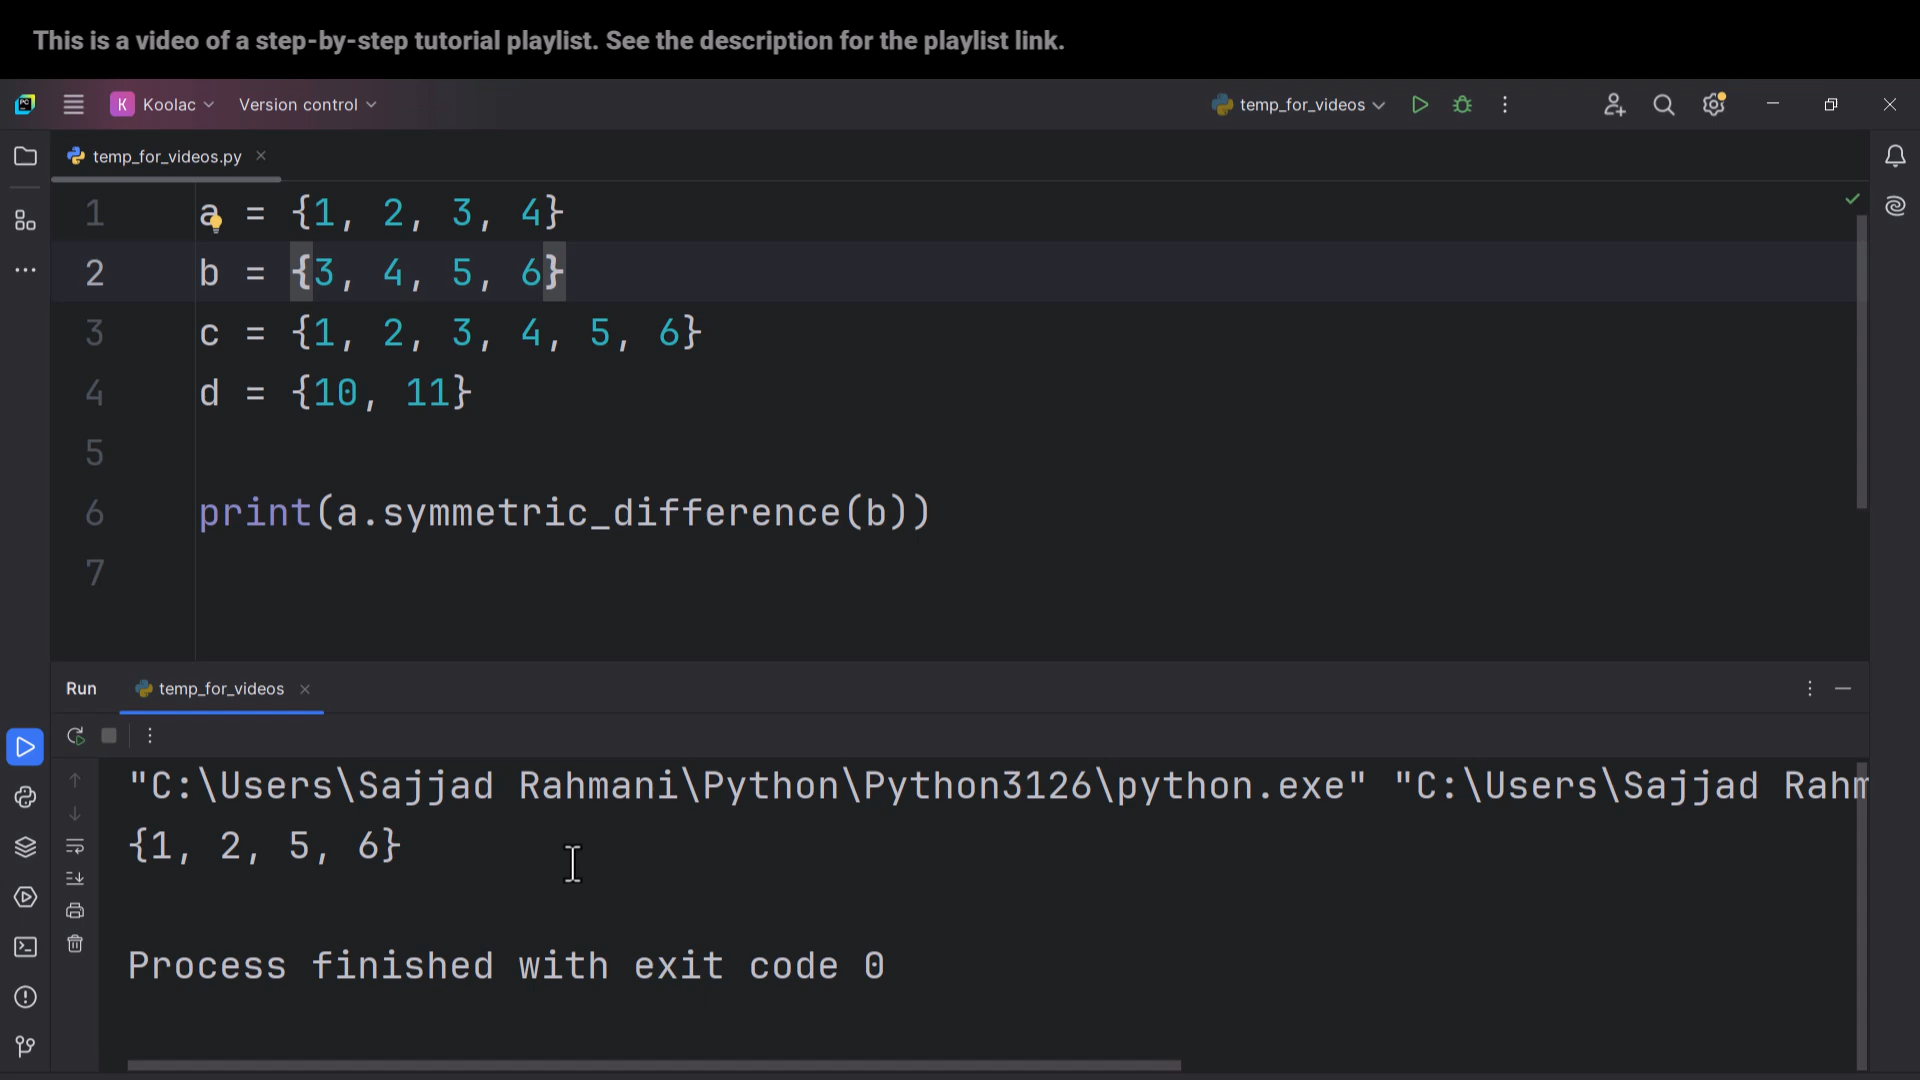 This is a video of a step-by-step tutorial playlist. See the description for the playlist link.
K Koolac Version control temp_for_videos
temp_for_videos.py
1 a = {1, 2, 3, 4}
2 b = {3, 4, 5, 6}
3 c = {1, 2, 3, 4, 5, 6}
4 d = {10, 11}
5
6 print(a.symmetric_difference(b))
7
Run temp_for_videos
"C:\Users\Sajjad Rahmani\Python\Python3126\python.exe" "C:\Users\Sajjad Rahm
{1, 2, 5, 6}
Process finished with exit code 0